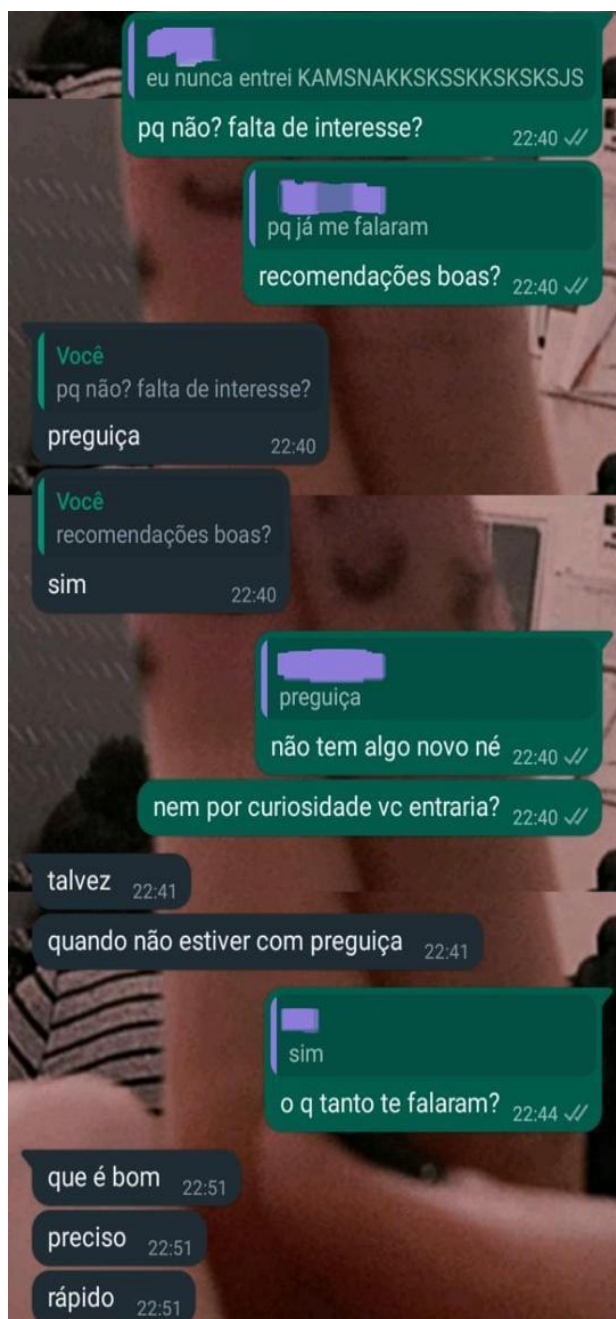 eu nunca entrei KAMSNAKKSKSSKKSKSKSJS
pq não? falta de interesse?
22:40
pq já me falaram
recomendações boas?
22:40
Você
pq não? falta de interesse?
preguiça
22:40
Você
recomendações boas?
sim
22:40
preguiça
não tem algo novo né
22:40
nem por curiosidade vc entraria?
22:40
talvez
22:41
quando não estiver com preguiça
22:41
sim
o q tanto te falaram?
22:44
que é bom
22:51
preciso
22:51
rápido
22:51